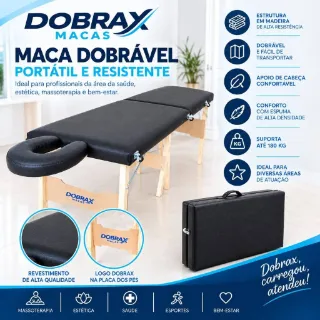 DOBRAX
MACAS
MACA DOBRÁVEL
PORTÁTIL E RESISTENTE
Ideal para profissionais da área da saúde,
estética, massoterapia e bem-estar.
ESTRUTURA
EM MADEIRA
DE ALTA RESISTÊNCIA
DOBRÁVEL
E FÁCIL DE
TRANSPORTAR
APOIO DE CABEÇA
CONFORTÁVEL
CONFORTO
COM ESPUMA
DE ALTA DENSIDADE
KG
SUPORTA
ATÉ 180 KG
IDEAL PARA
DIVERSAS ÁREAS
DE ATUAÇÃO
DOBRAX
MACAS
DOBRAX
REVESTIMENTO
DE ALTA QUALIDADE
LOGO DOBRAX
NA PLACA DOS PÉS
Dobrax,
carregou,
atendeu!
MASSOTERAPIA
ESTÉTICA
SAÚDE
ESPORTES
BEM-ESTAR